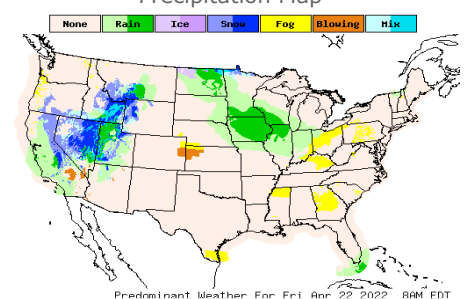 Precipitation Map
None Rain Ice Snow Fog Blowing Mix
Predominant Weather For Fri Apr 22 2022 8AM EDT